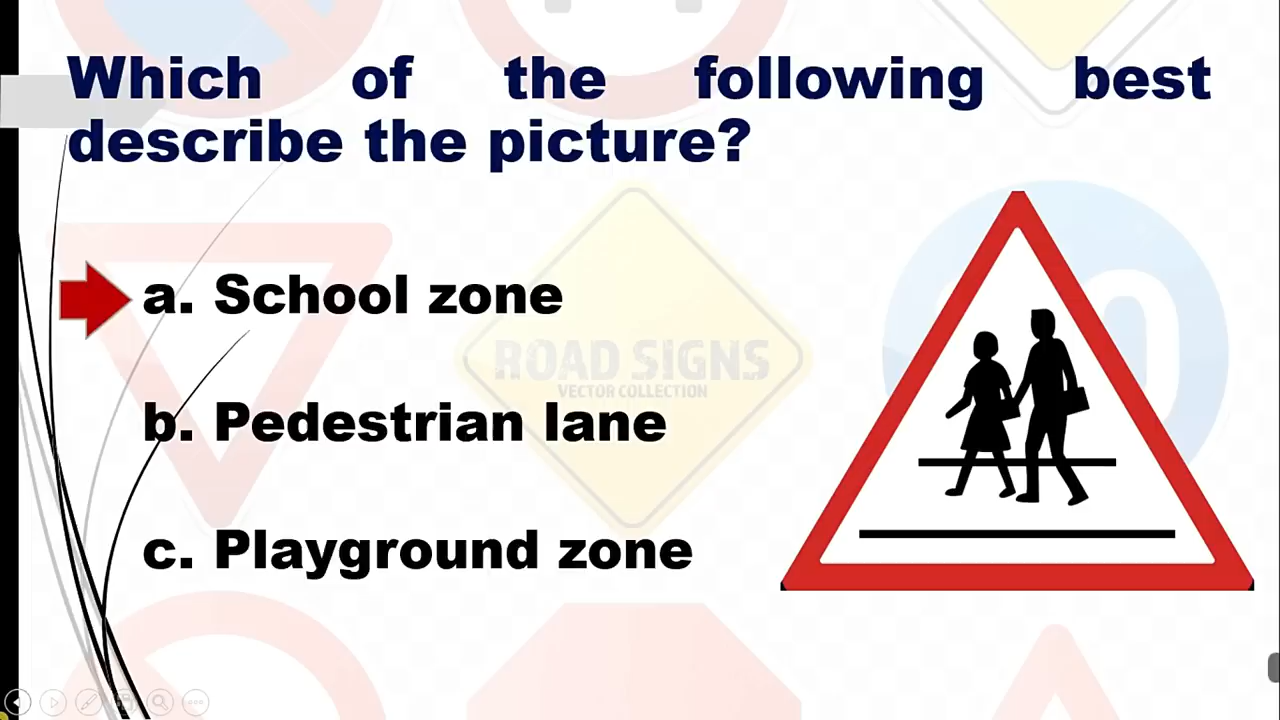 Which of the following best
describe the picture?
a. School zone
ROAD SIGNS
VECTOR COLLECTION
b. Pedestrian lane
c. Playground zone